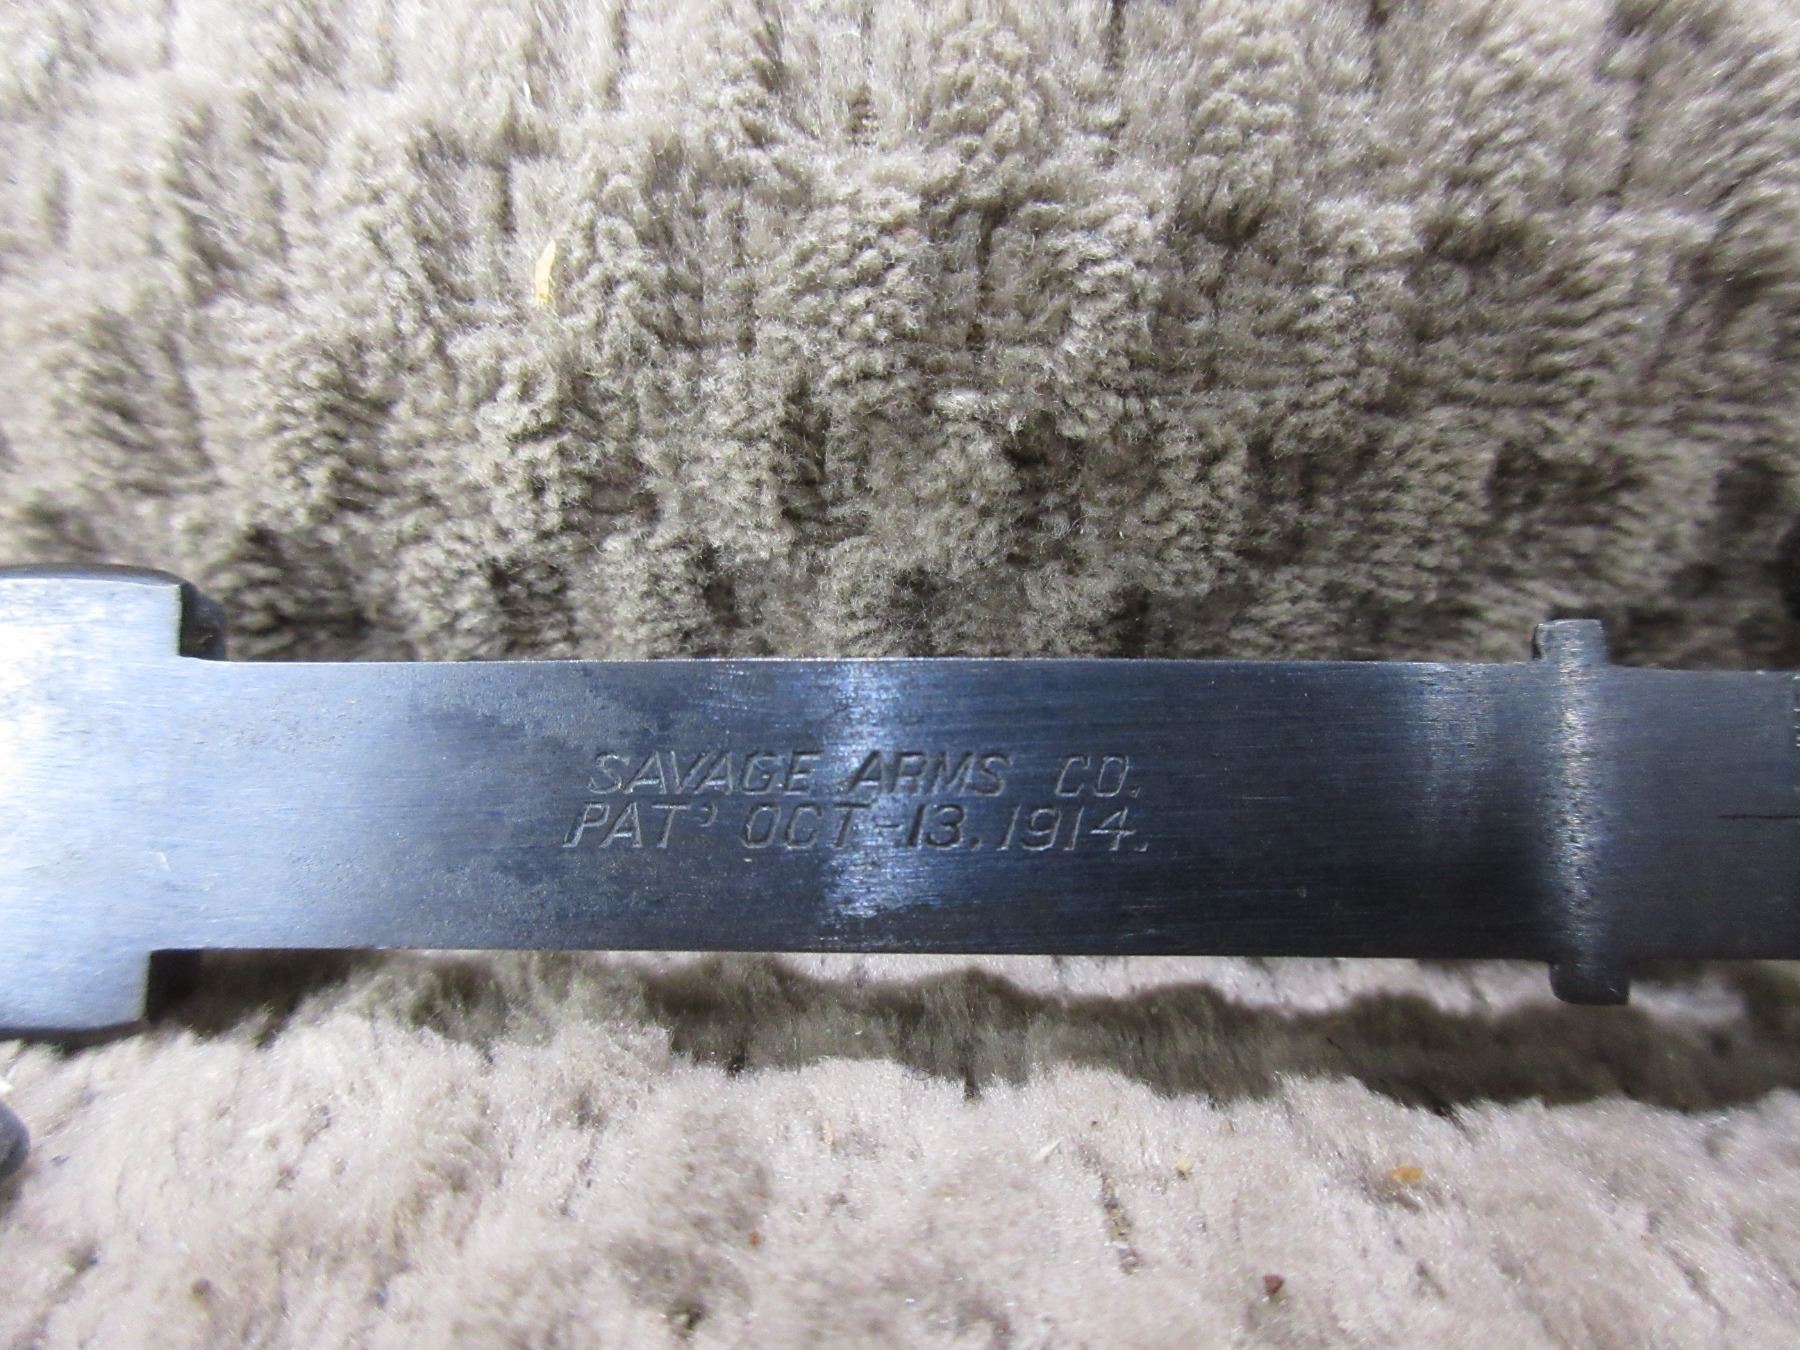 SAVAGE ARMS CO.
PAT' OCT-13.1914.